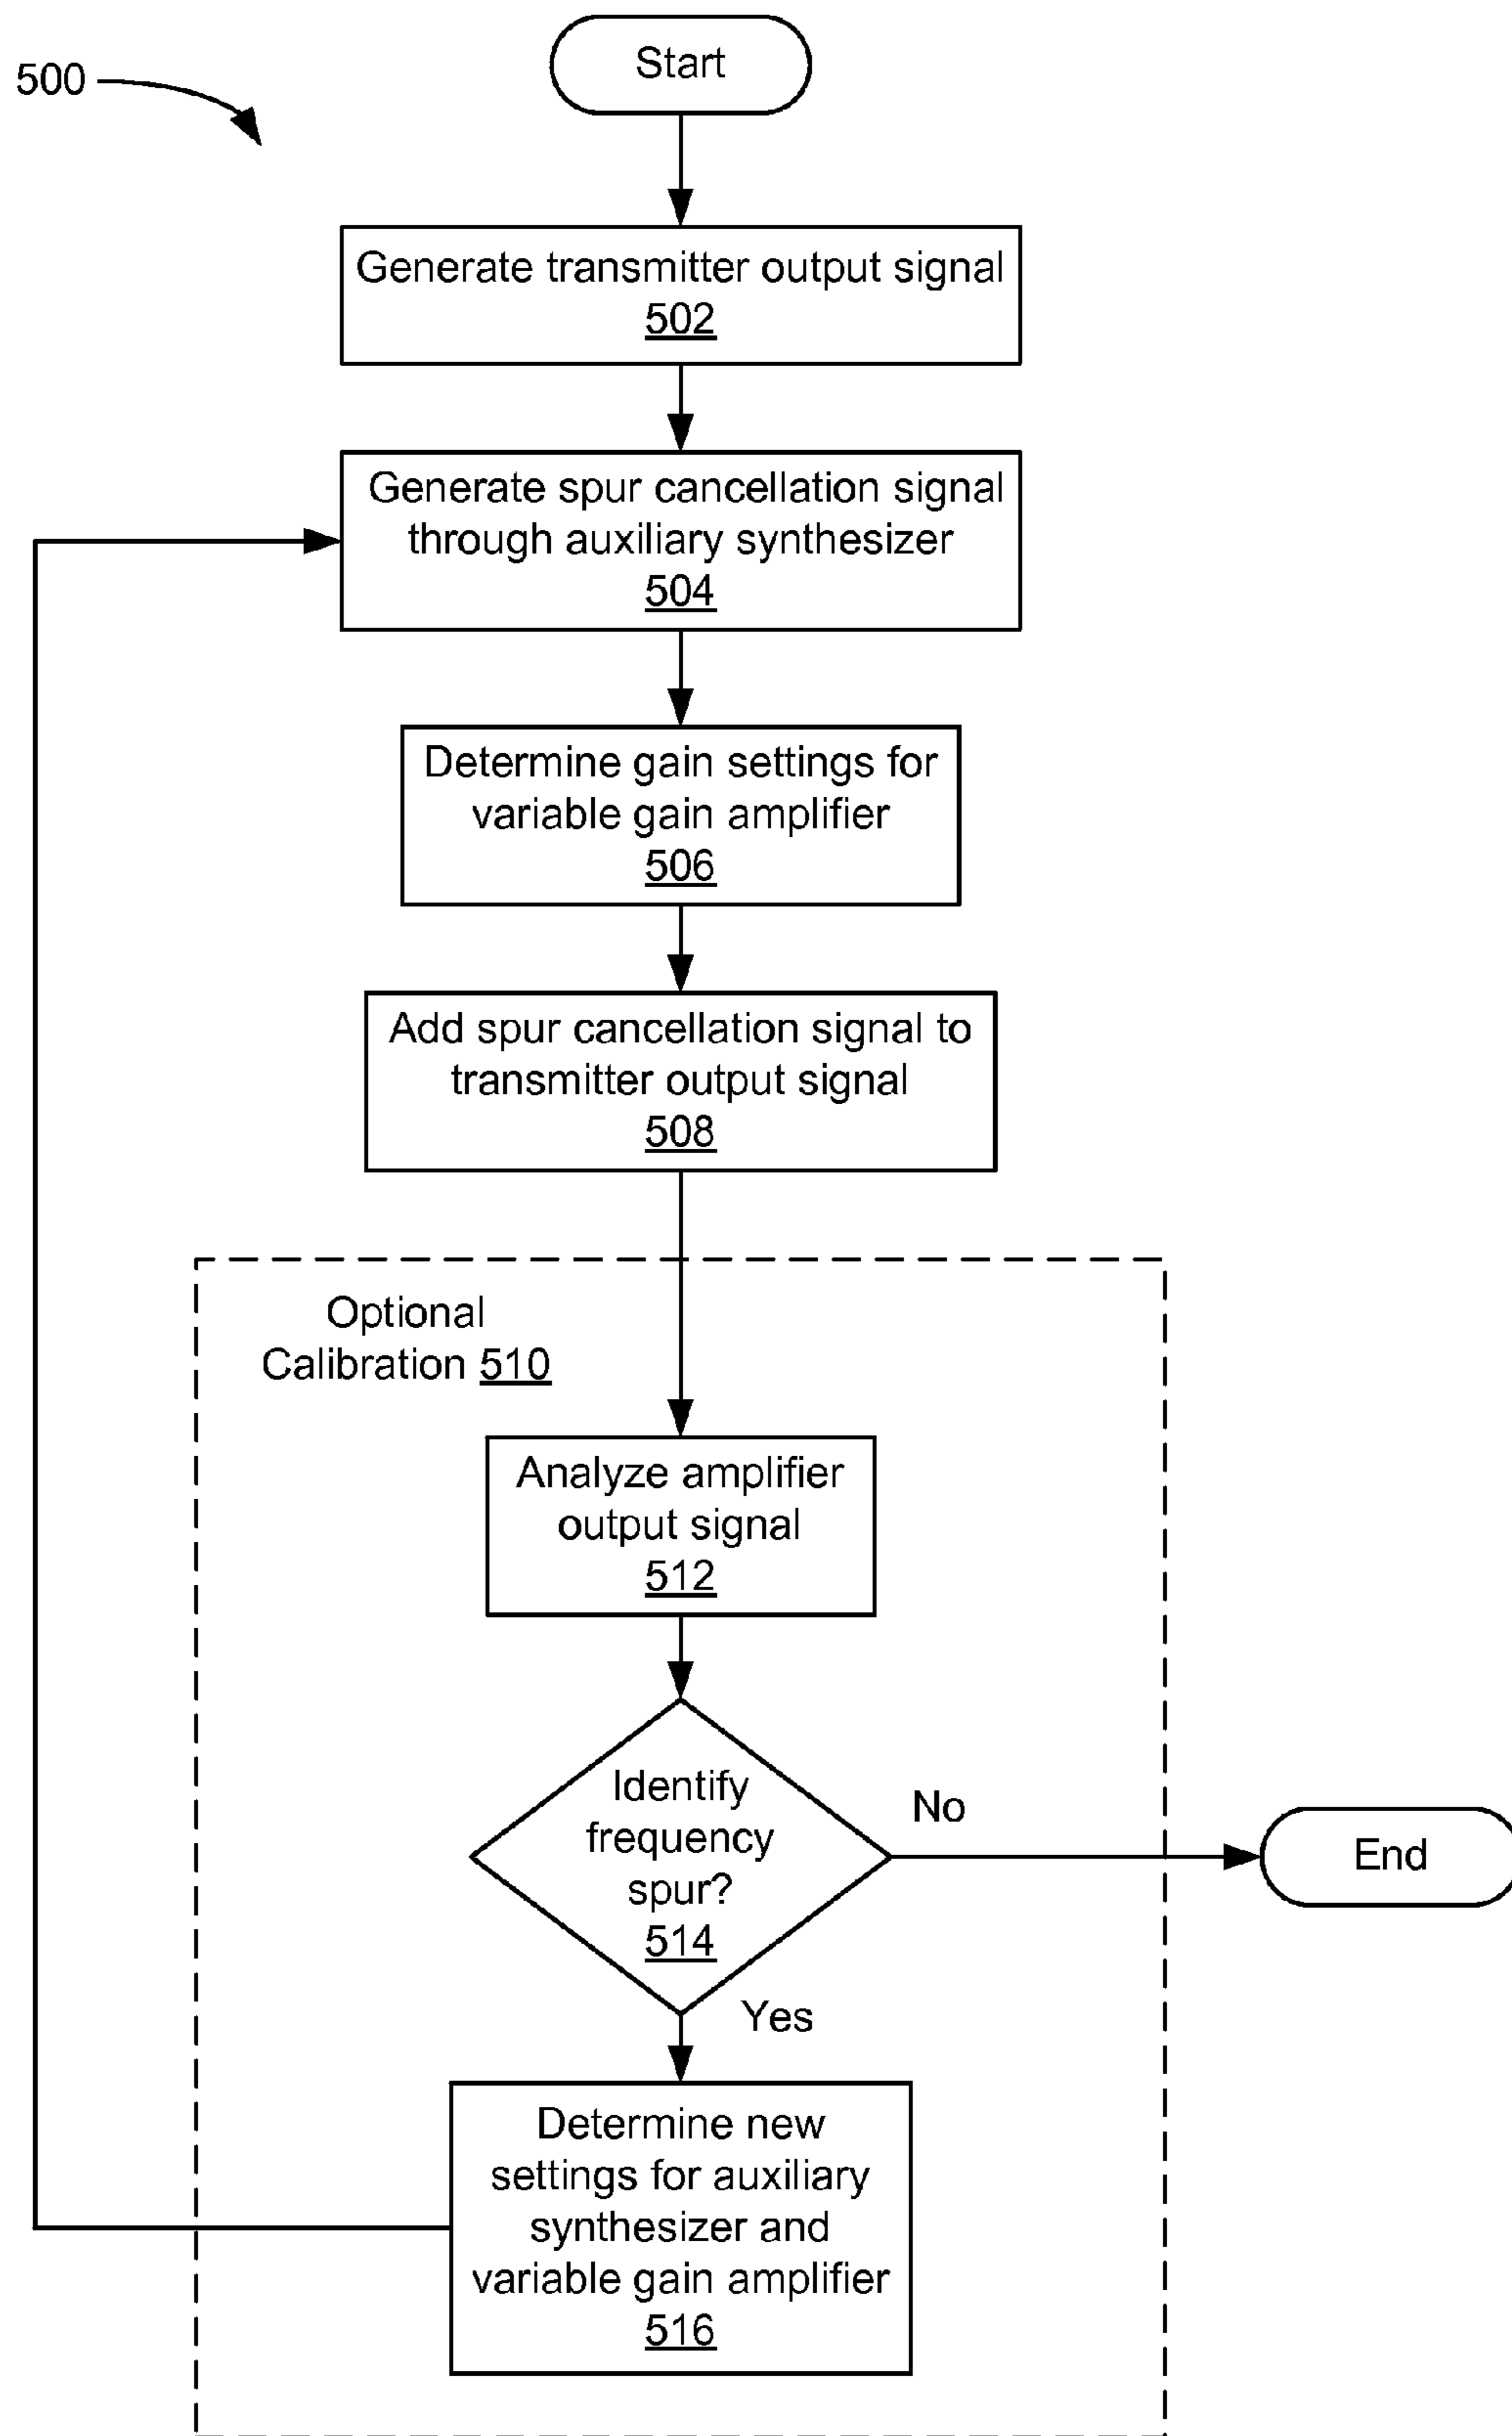 Start
500
Generate transmitter output signal
502
Generate spur cancellation signal
through auxiliary synthesizer
504
Determine gain settings for
variable gain amplifier
506
Add spur cancellation signal to
transmitter output signal
508
Optional
Calibration 510
Analyze amplifier
output signal
512
Identify
frequency
spur?
514
No
End
Yes
Determine new
settings for auxiliary
synthesizer and
variable gain amplifier
516